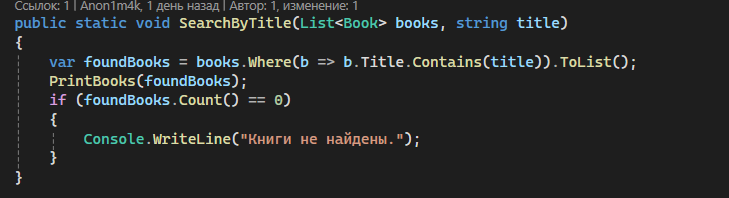 Ссылок: 1 | Anon1m4k, 1 день назад | Автор: 1, изменение: 1
public static void SearchByTitle(List<Book> books, string title)
{
    var foundBooks = books.Where(b => b.Title.Contains(title)).ToList();
    PrintBooks(foundBooks);
    if (foundBooks.Count() == 0)
    {
        Console.WriteLine("Книги не найдены.");
    }
}